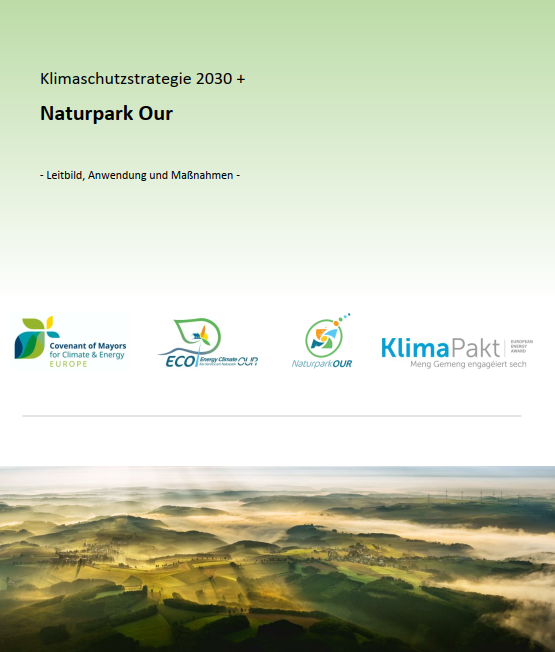 Klimaschutzstrategie 2030 +
Naturpark Our
- Leitbild, Anwendung und Maßnahmen -
Covenant of Mayors
for Climate & Energy
EUROPE
ECO Energy Climate OUR
NaturparkOUR
KlimaPakt
EUROPEAN
ENERGY
AWARD
Meng Gemeng engagéiert sech